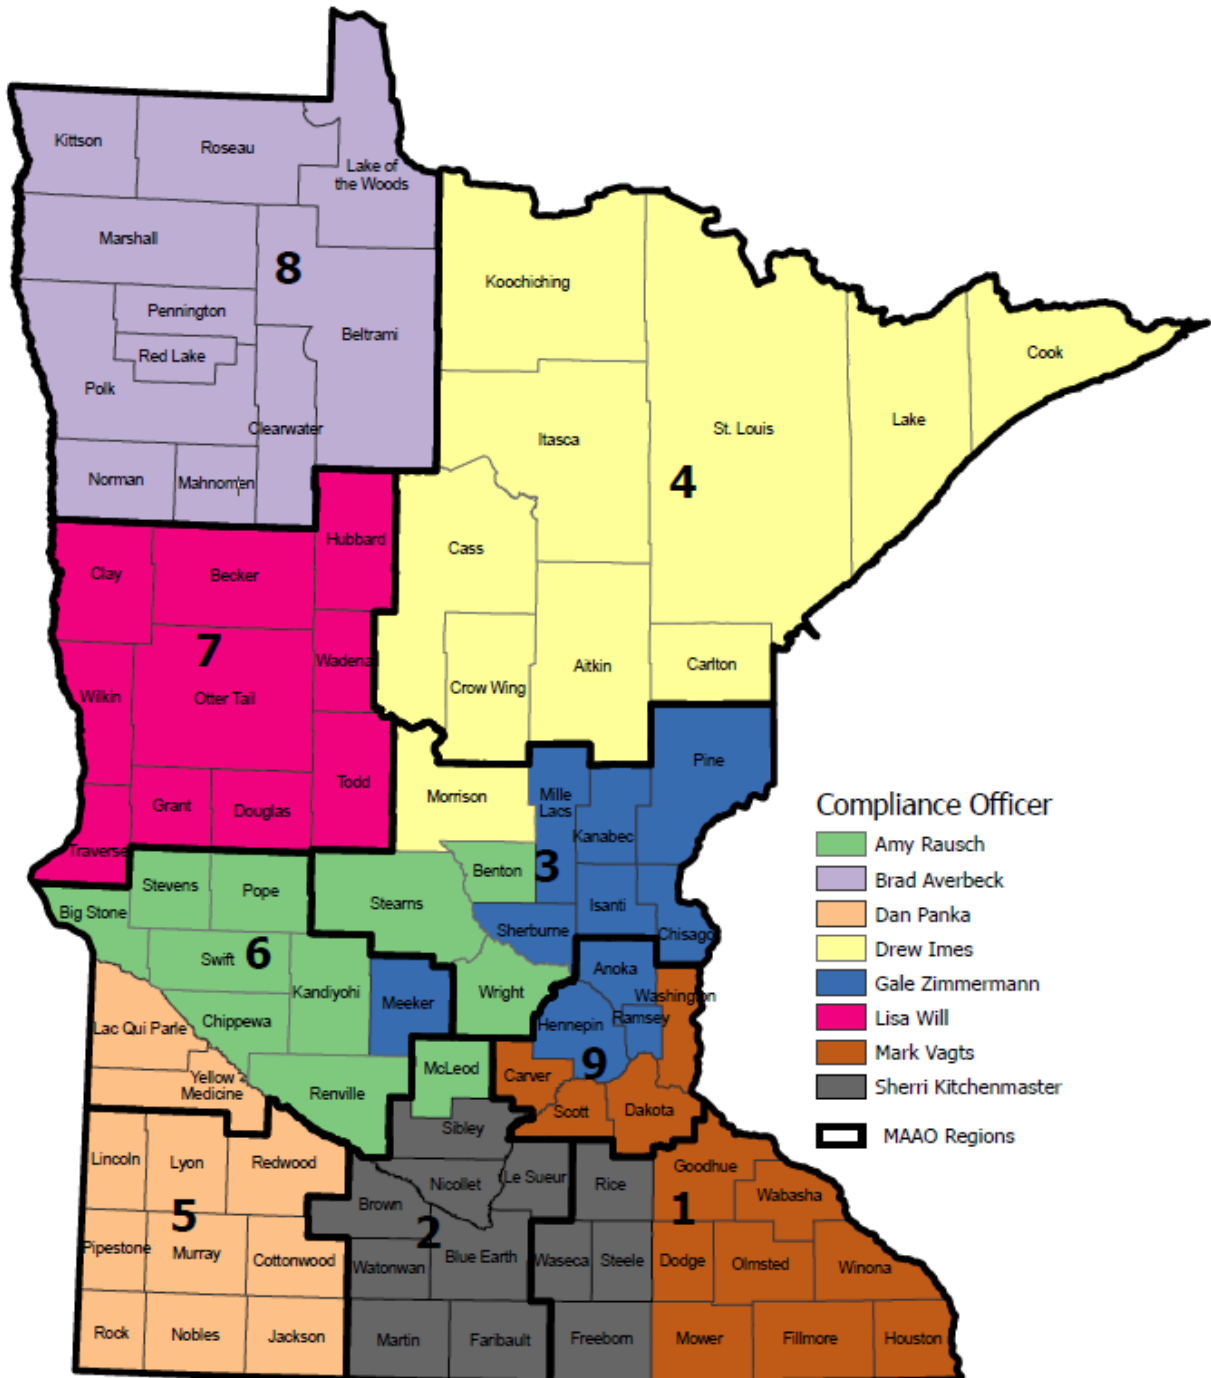 Kittson
Roseau
Lake of
the Woods
Marshall
8
Pennington
Red Lake
Beltrami
Polk
Clearwater
Norman
Mahnomen
Koochiching
Cook
Lake
St. Louis
Itasca
4
Cass
Aitkin
Carlton
Crow Wing
Morrison
Hubbard
Clay
Becker
7
Wadena
Wilkin
Otter Tail
Todd
Grant
Douglas
Traverse
Pine
Mille
Lacs
Kanabec
3
Benton
Stearns
Isanti
Sherburne
Chisago
Wright
Stevens
Pope
Big Stone
Swift
6
Kandiyohi
Meeker
Chippewa
Lac Qui Parle
Yellow
Medicine
Renville
McLeod
Anoka
Washington
Hennepin
Ramsey
9
Carver
Scott
Dakota
Sibley
Lincoln
Lyon
Redwood
5
Nicollet
Le Sueur
Brown
2
Pipestone
Murray
Cottonwood
Watonwan
Blue Earth
Rock
Nobles
Jackson
Martin
Faribault
Rice
Goodhue
Wabasha
1
Waseca
Steele
Dodge
Olmsted
Winona
Freeborn
Mower
Fillmore
Houston
Compliance Officer
Amy Rausch
Brad Averbeck
Dan Panka
Drew Imes
Gale Zimmermann
Lisa Will
Mark Vagts
Sherri Kitchenmaster
MAAO Regions